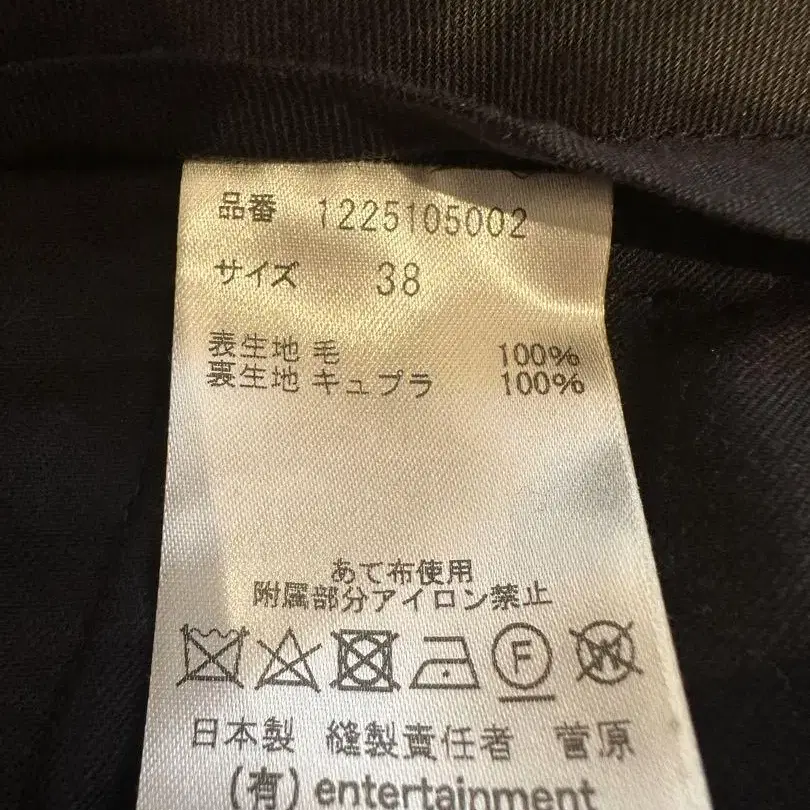 品番 1225105002
サイズ 38
表生地 毛 100%
裏生地 キュプラ 100%
あて布使用
附属部分アイロン禁止
F W
日本製 縫製責任者 菅原
(有) entertainment